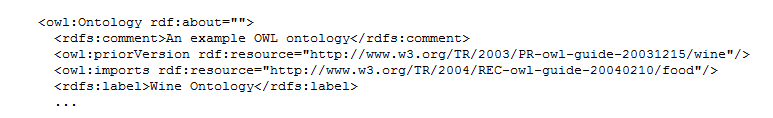 <owl:Ontology rdf:about="">
<rdfs:comment>An example OWL ontology</rdfs:comment>
<owl:priorVersion rdf:resource="http://www.w3.org/TR/2003/PR-owl-guide-20031215/wine"/>
<owl:imports rdf:resource="http://www.w3.org/TR/2004/REC-owl-guide-20040210/food"/>
<rdfs:label>Wine Ontology</rdfs:label>
...